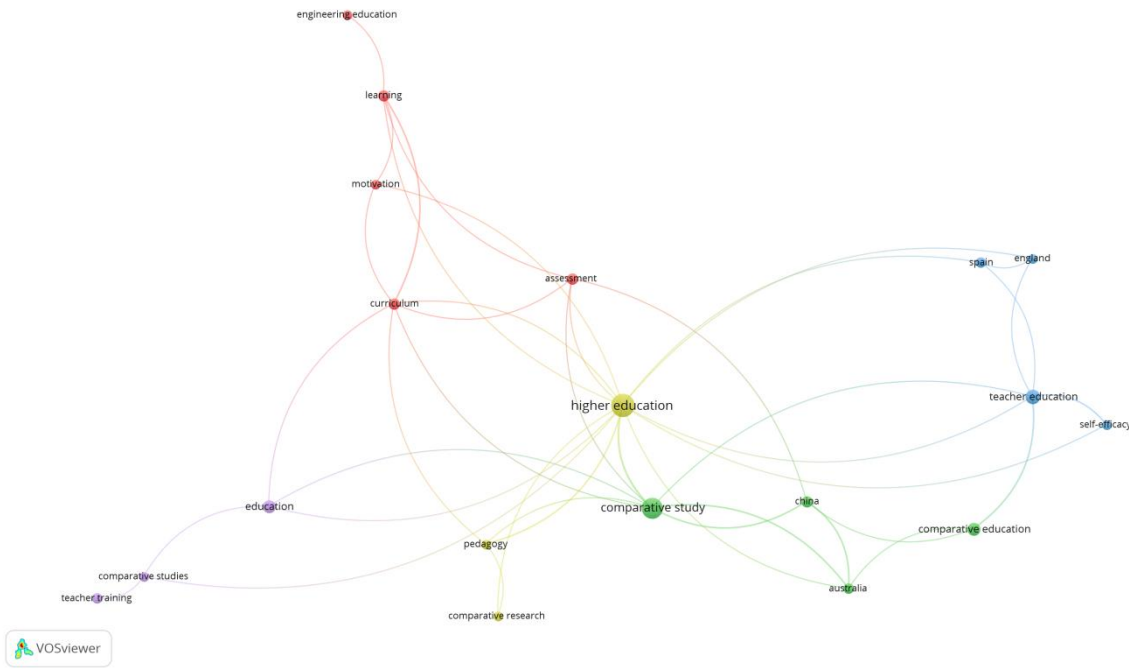 engineering education
learning
motivation
spain
england
assessment
curriculum
teacher education
higher education
self-efficacy
china
education
comparative study
comparative education
pedagogy
comparative studies
australia
teacher training
comparative research
VOSviewer